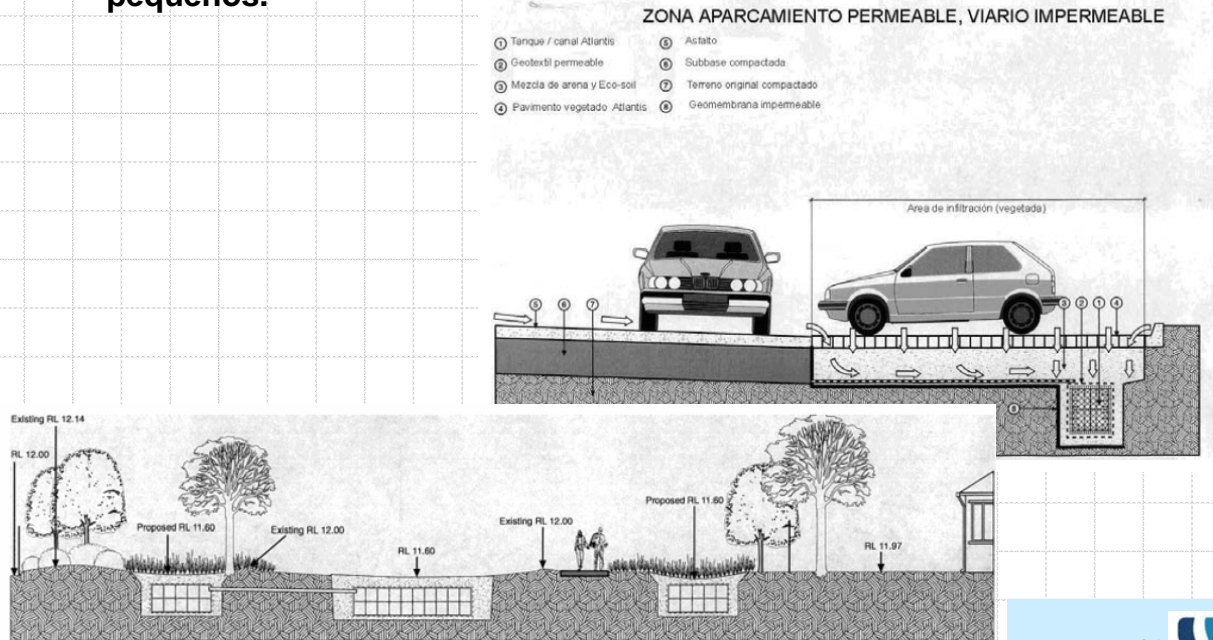 pequeños.
ZONA APARCAMIENTO PERMEABLE, VIARIO IMPERMEABLE
1 Tanque / canal Atlantis
2 Geotextil permeable
3 Mezcla de arena y Eco-soil
4 Pavimento vegetado Atlantis
5 Asfalto
6 Subbase compactada
7 Terreno original compactado
8 Geomembrana impermeable
Area de infiltración (vegetada)
5 6 7
3 2 1 4
8
Existing RL 12.14
RL 12.00
Proposed RL 11.60
Existing RL 12.00
RL 11.60
Existing RL 12.00
Proposed RL 11.60
RL 11.97